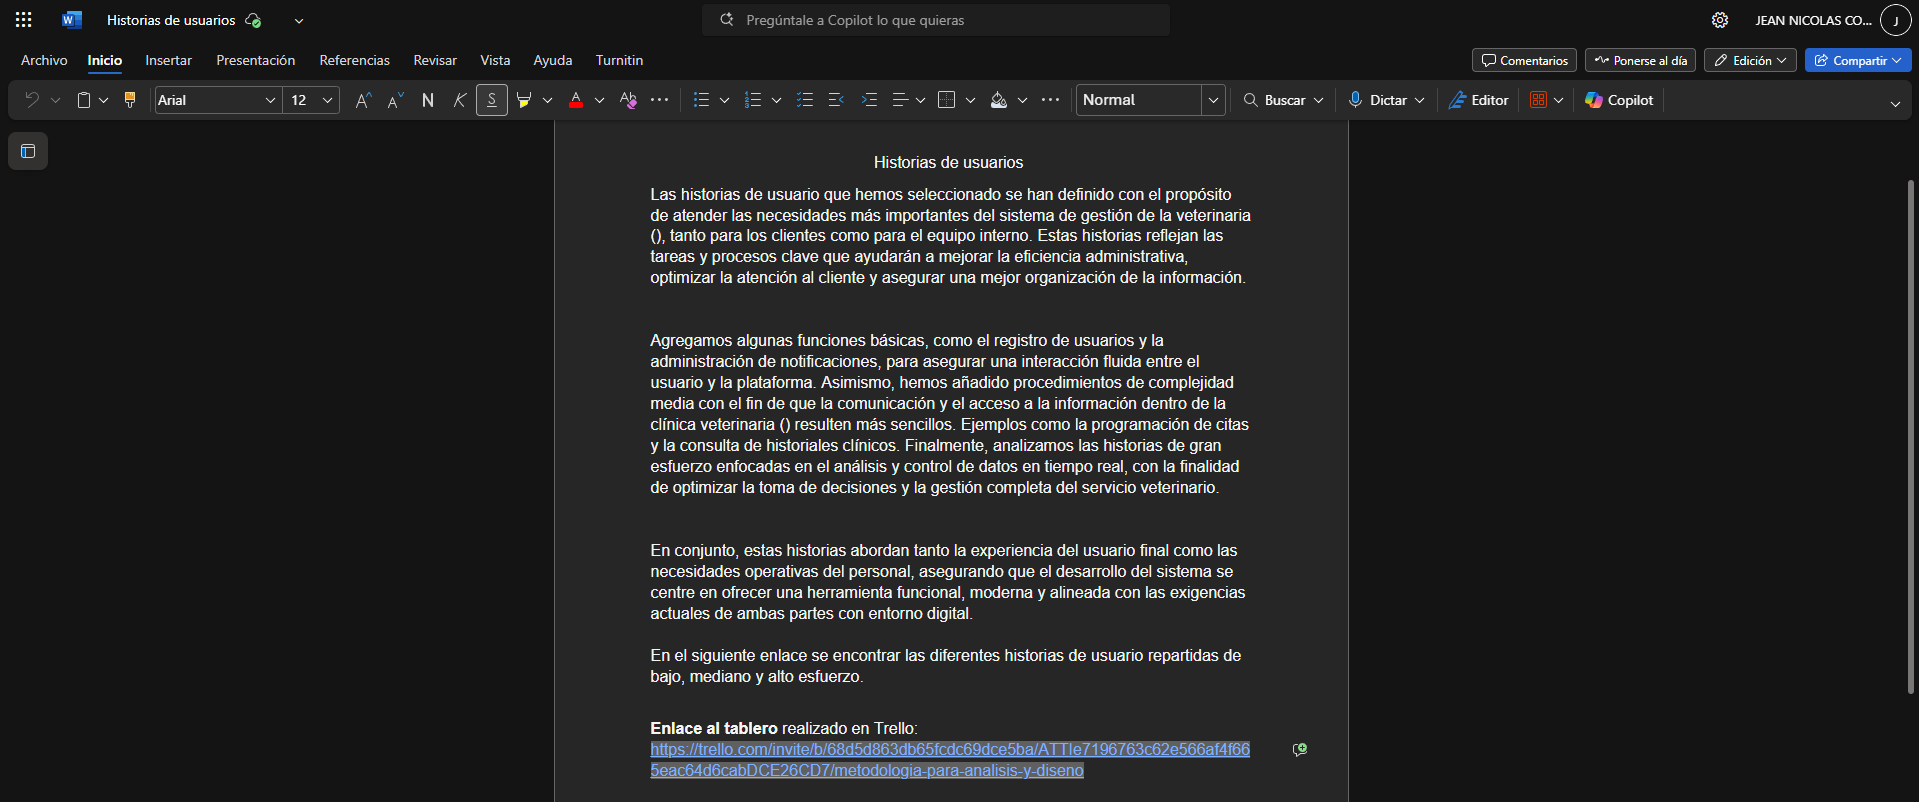 Historias de usuarios
Pregúntale a Copilot lo que quieras
JEAN NICOLAS CO...
J
Archivo
Inicio
Insertar
Presentación
Referencias
Revisar
Vista
Ayuda
Turnitin
Comentarios
Ponerse al día
Edición
Compartir
Arial
12
N
K
S
Normal
Buscar
Dictar
Editor
Copilot
Historias de usuarios
Las historias de usuario que hemos seleccionado se han definido con el propósito
de atender las necesidades más importantes del sistema de gestión de la veterinaria
(), tanto para los clientes como para el equipo interno. Estas historias reflejan las
tareas y procesos clave que ayudarán a mejorar la eficiencia administrativa,
optimizar la atención al cliente y asegurar una mejor organización de la información.
Agregamos algunas funciones básicas, como el registro de usuarios y la
administración de notificaciones, para asegurar una interacción fluida entre el
usuario y la plataforma. Asimismo, hemos añadido procedimientos de complejidad
media con el fin de que la comunicación y el acceso a la información dentro de la
clínica veterinaria () resulten más sencillos. Ejemplos como la programación de citas
y la consulta de historiales clínicos. Finalmente, analizamos las historias de gran
esfuerzo enfocadas en el análisis y control de datos en tiempo real, con la finalidad
de optimizar la toma de decisiones y la gestión completa del servicio veterinario.
En conjunto, estas historias abordan tanto la experiencia del usuario final como las
necesidades operativas del personal, asegurando que el desarrollo del sistema se
centre en ofrecer una herramienta funcional, moderna y alineada con las exigencias
actuales de ambas partes con entorno digital.
En el siguiente enlace se encontrar las diferentes historias de usuario repartidas de
bajo, mediano y alto esfuerzo.
Enlace al tablero realizado en Trello:
https://trello.com/invite/b/68d5d863db65fcdc69dce5ba/ATTIe7196763c62e566af4f66
5eac64d6cabDCE26CD7/metodologia-para-analisis-y-diseno